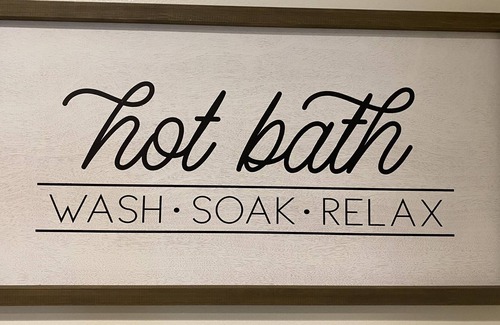 hot bath
WASH · SOAK · RELAX